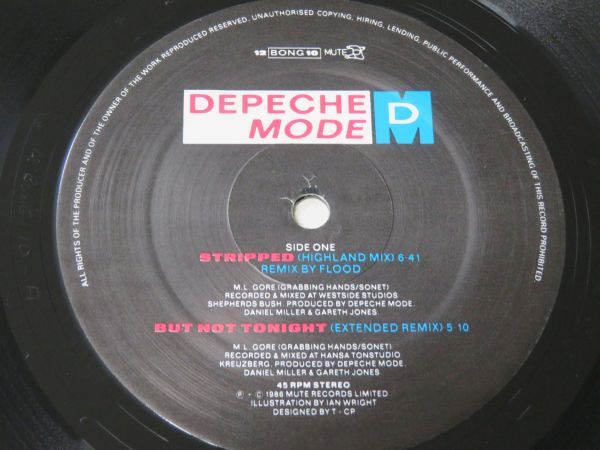 ALL RIGHTS OF THE PRODUCER AND OF THE OWNER OF THE WORK REPRODUCED RESERVED. UNAUTHORISED COPYING, HIRING, LENDING, PUBLIC PERFORMANCE AND BROADCASTING OF THIS RECORD PROHIBITED.
12 BONG 10 MUTE
DEPECHE MODE
DM
SIDE ONE
STRIPPED (HIGHLAND MIX) 6·41
REMIX BY FLOOD
M.L. GORE (GRABBING HANDS/SONET)
RECORDED & MIXED AT WESTSIDE STUDIOS
SHEPHERDS BUSH. PRODUCED BY DEPECHE MODE.
DANIEL MILLER & GARETH JONES
BUT NOT TONIGHT (EXTENDED REMIX) 5·10
M.L. GORE (GRABBING HANDS/SONET)
RECORDED & MIXED AT HANSA TONSTUDIO
KREUZBERG. PRODUCED BY DEPECHE MODE.
DANIEL MILLER & GARETH JONES
45 RPM STEREO
Ⓟ · © 1986 MUTE RECORDS LIMITED
ILLUSTRATION BY IAN WRIGHT
DESIGNED BY T - CP